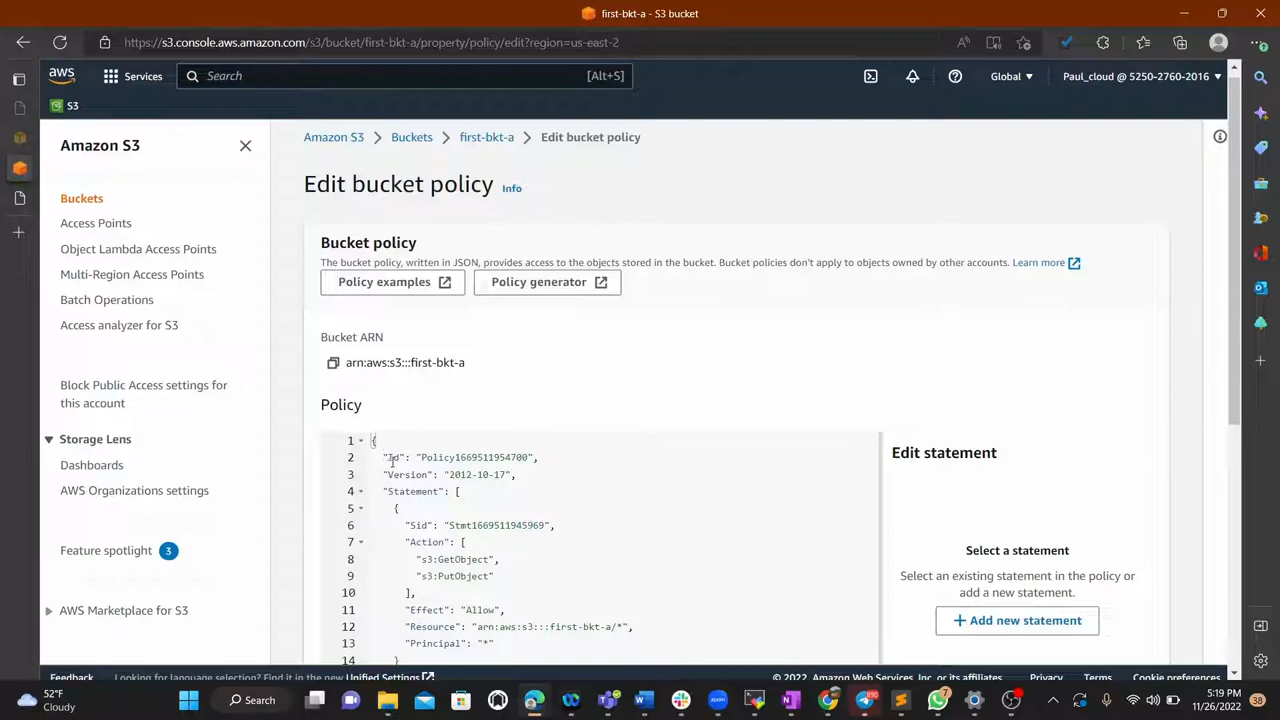 first-bkt-a - S3 bucket
https://s3.console.aws.amazon.com/s3/bucket/first-bkt-a/property/policy/edit?region=us-east-2
aws
Services
Search
[Alt+S]
Global
Paul_cloud @ 5250-2760-2016
S3
Amazon S3
Buckets
Access Points
Object Lambda Access Points
Multi-Region Access Points
Batch Operations
Access analyzer for S3
Block Public Access settings for
this account
Storage Lens
Dashboards
AWS Organizations settings
Feature spotlight 3
AWS Marketplace for S3
Amazon S3 > Buckets > first-bkt-a > Edit bucket policy
Edit bucket policy Info
Bucket policy
The bucket policy, written in JSON, provides access to the objects stored in the bucket. Bucket policies don't apply to objects owned by other accounts. Learn more
Policy examples
Policy generator
Bucket ARN
arn:aws:s3:::first-bkt-a
Policy
1 {
2 "Id": "Policy1669511954700",
3 "Version": "2012-10-17",
4 "Statement": [
5 {
6 "Sid": "Stmt1669511945969",
7 "Action": [
8 "s3:GetObject",
9 "s3:PutObject"
10 ],
11 "Effect": "Allow",
12 "Resource": "arn:aws:s3:::first-bkt-a/*",
13 "Principal": "*"
14 }
Edit statement
Select a statement
Select an existing statement in the policy or
add a new statement.
+ Add new statement
Feedback
Looking for language selection? Find it in the new Unified Settings
© 2022, Amazon Web Services, Inc. or its affiliates.
Privacy
Terms
Cookie preferences
52°F
Cloudy
Search
zoom
7
5:19 PM
11/26/2022
38